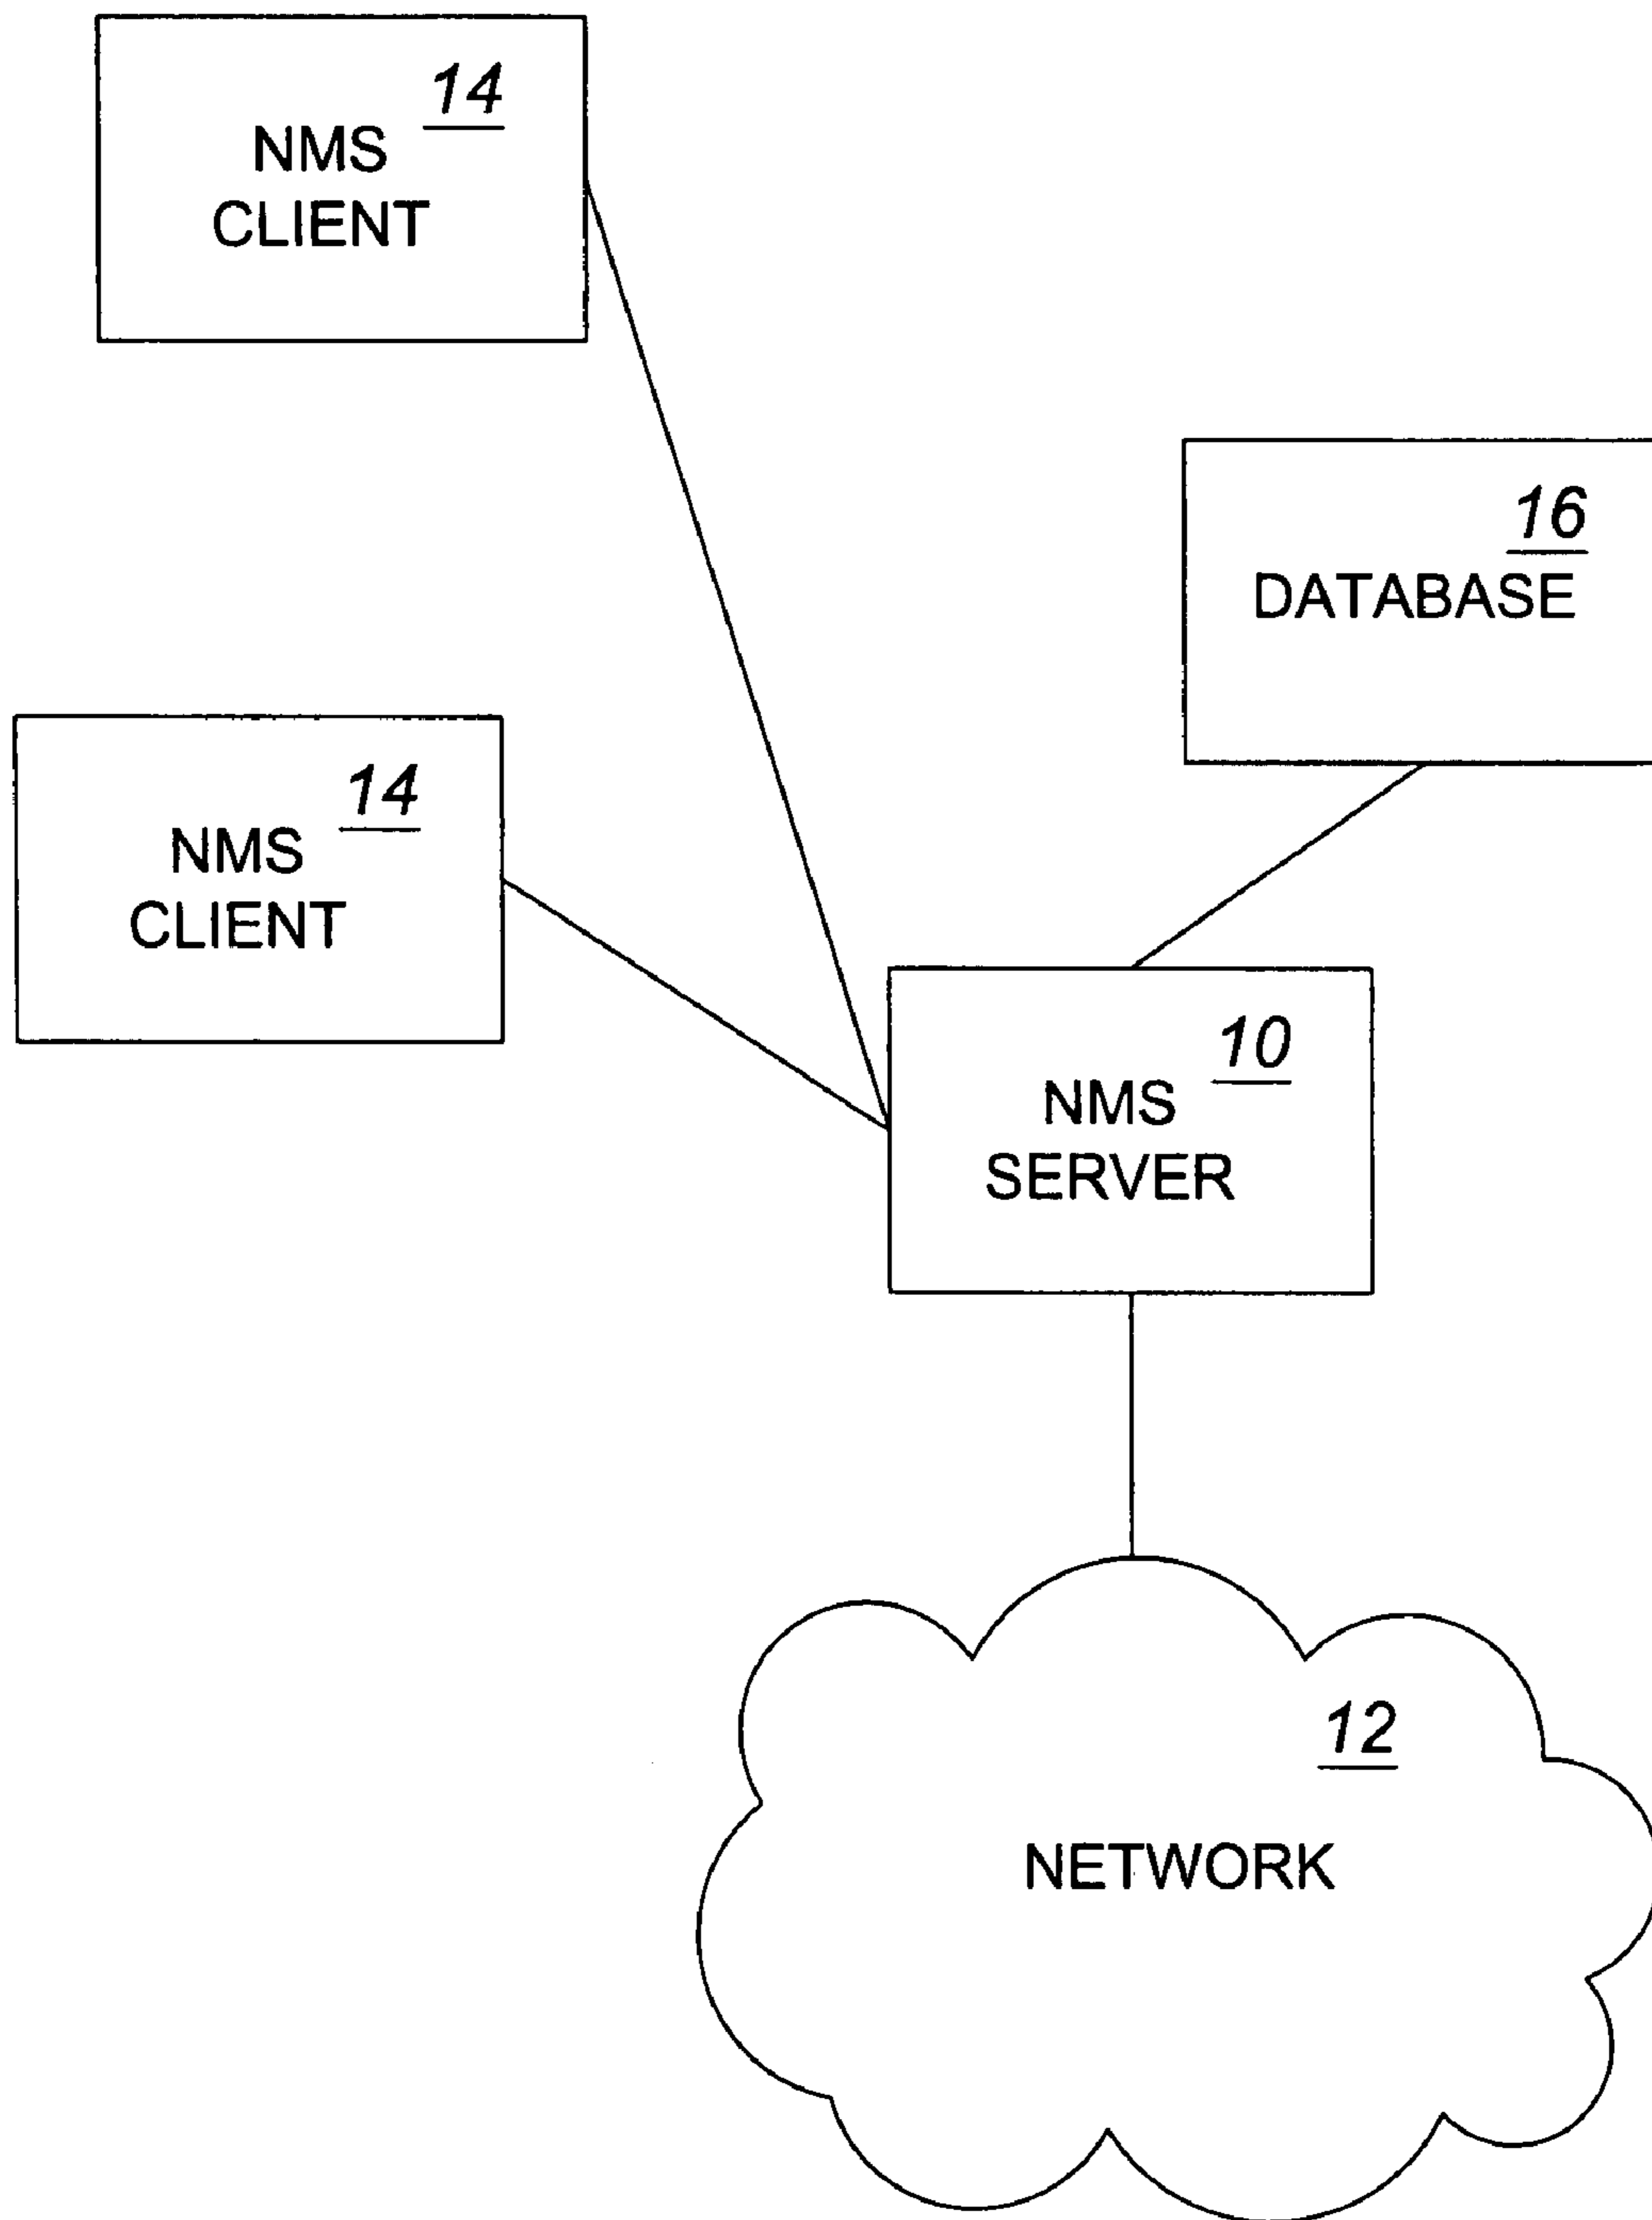 14
NMS
CLIENT
16
DATABASE
14
NMS
CLIENT
10
NMS
SERVER
12
NETWORK